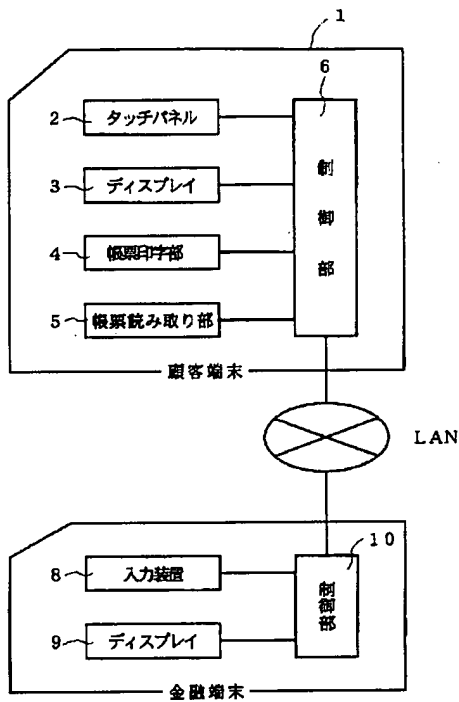 1
6
2 タッチパネル
制御部
3 ディスプレイ
4 帳票印字部
5 帳票読み取り部
顧客端末
LAN
10
8 入力装置
制御部
9 ディスプレイ
金融端末